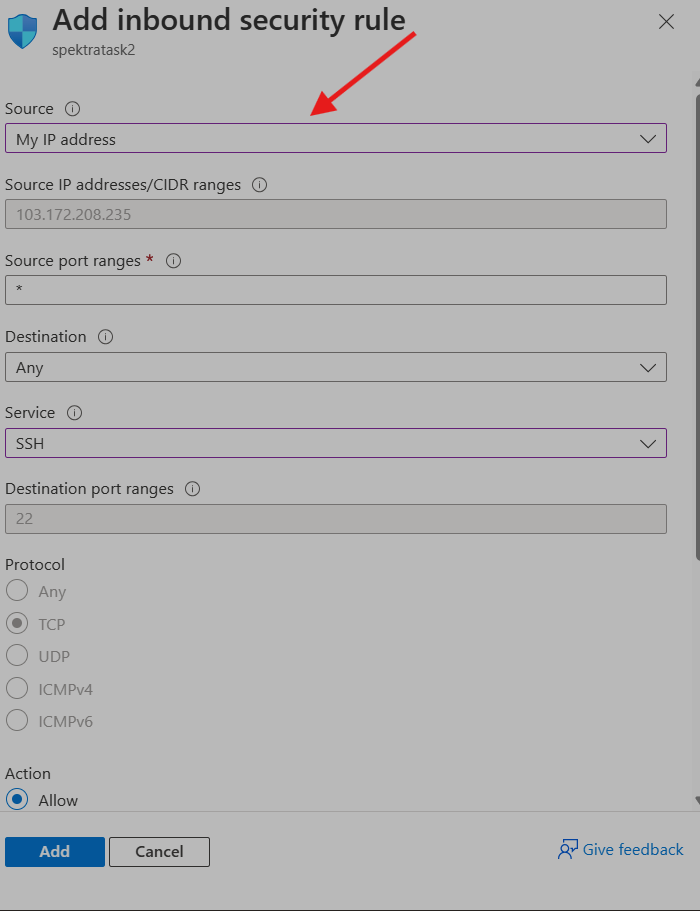 Add inbound security rule
spektratask2
Source
My IP address
Source IP addresses/CIDR ranges
103.172.208.235
Source port ranges *
*
Destination
Any
Service
SSH
Destination port ranges
22
Protocol
Any
TCP
UDP
ICMPv4
ICMPv6
Action
Allow
Add Cancel Give feedback